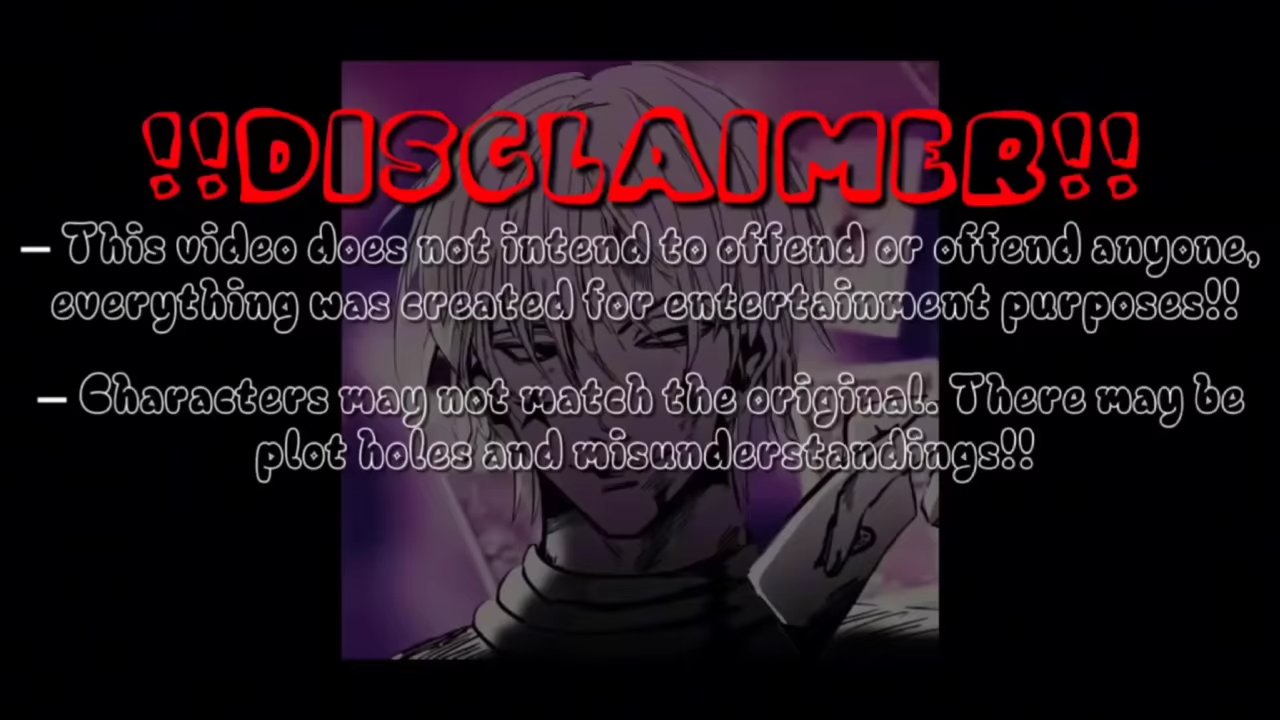 !!DISCLAIMER!!
– This video does not intend to offend or offend anyone,
everything was created for entertainment purposes!!
– Characters may not match the original. There may be
plot holes and misunderstandings!!